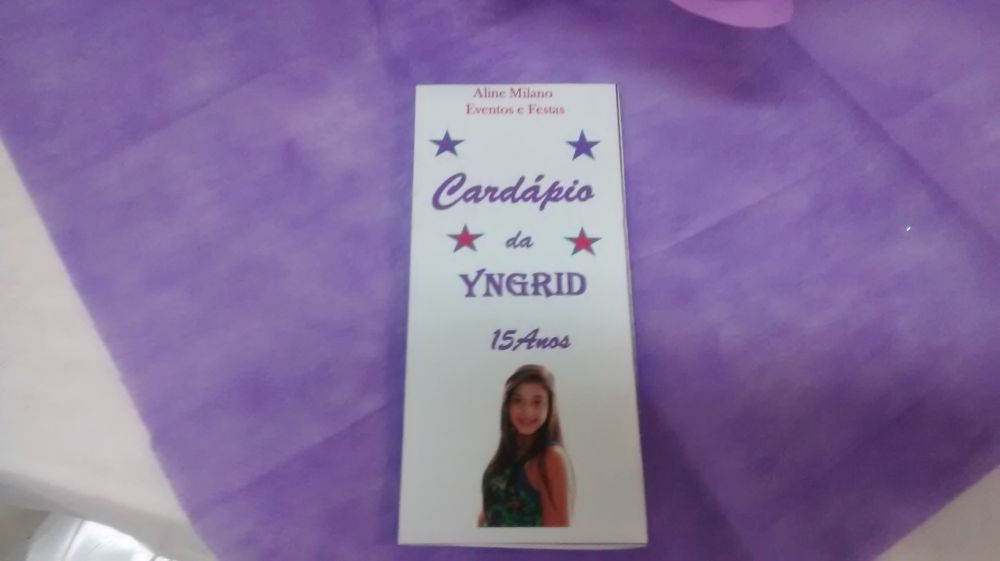 Aline Milano
Eventos e Festas
Cardápio
da
YNGRID
15Anos